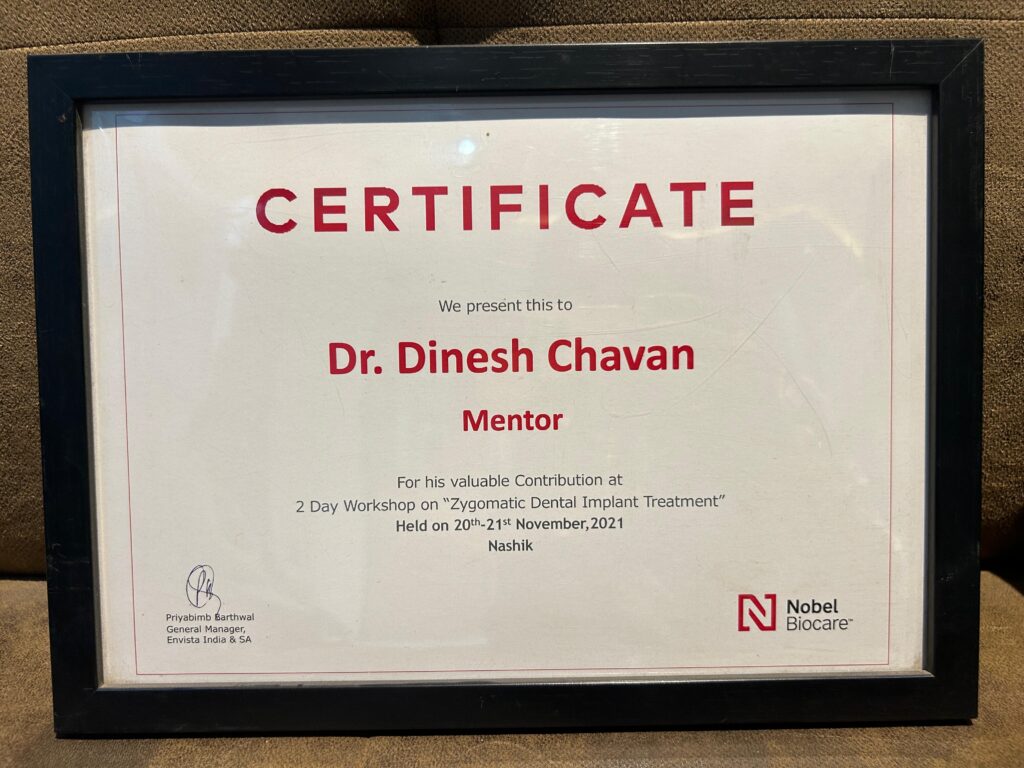 CERTIFICATE
We present this to
Dr. Dinesh Chavan
Mentor
For his valuable Contribution at
2 Day Workshop on “Zygomatic Dental Implant Treatment”
Held on 20th-21st November,2021
Nashik
Priyabimb Barthwal
General Manager,
Envista India & SA
N Nobel
Biocare™